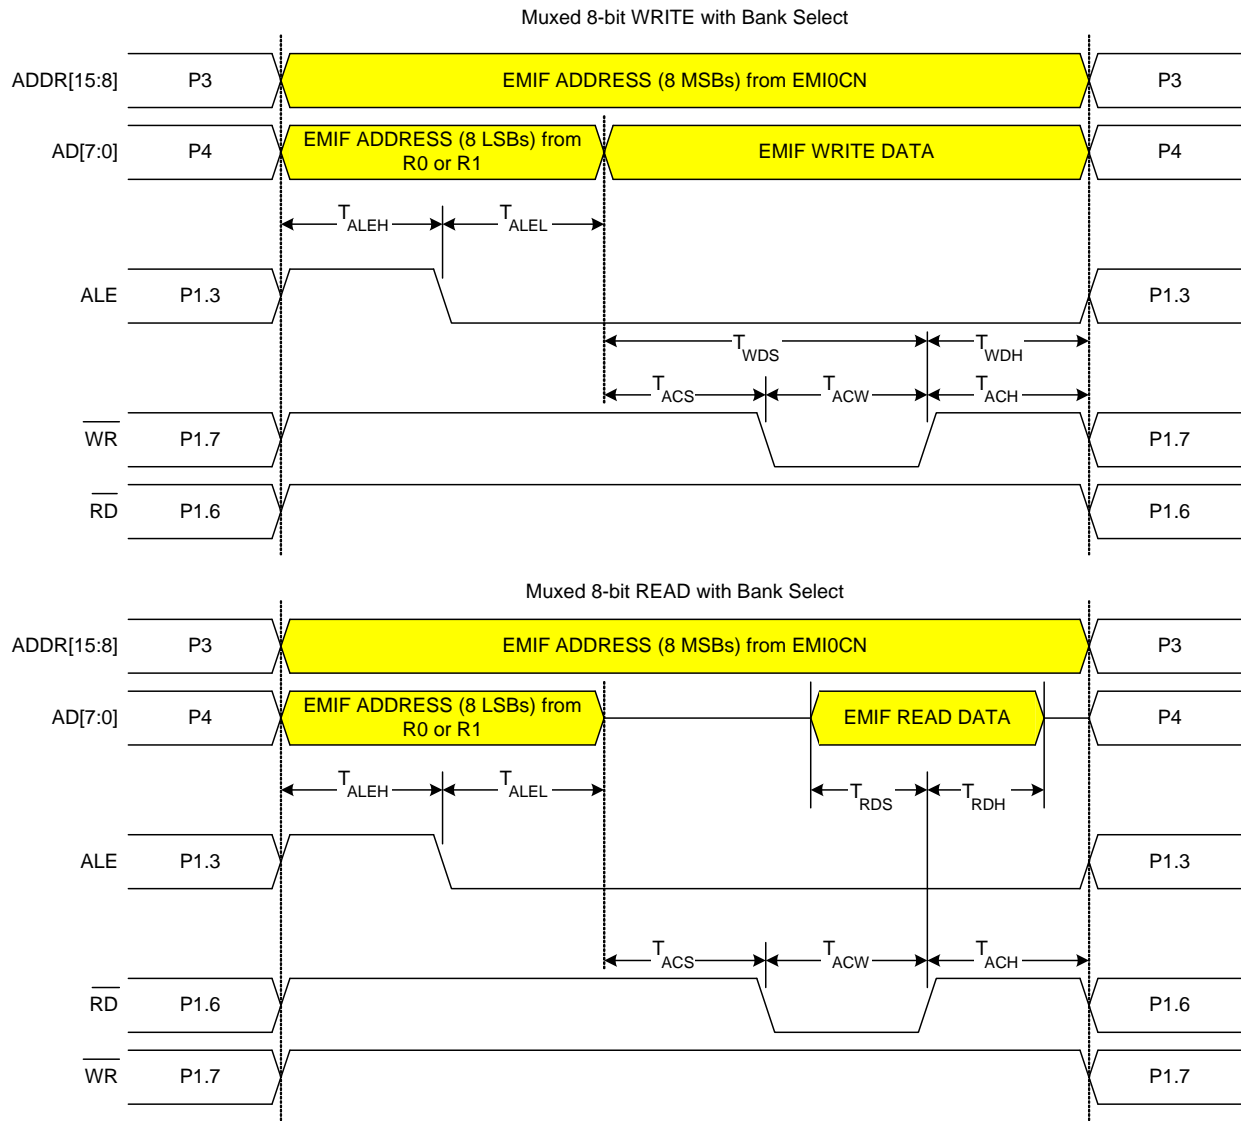 Muxed 8-bit WRITE with Bank Select
ADDR[15:8] P3 EMIF ADDRESS (8 MSBs) from EMI0CN P3
AD[7:0] P4 EMIF ADDRESS (8 LSBs) from
R0 or R1 EMIF WRITE DATA P4
TALEH TALEL
ALE P1.3 P1.3
TWDS TWDH
TACS TACW TACH
WR P1.7 P1.7
RD P1.6 P1.6
Muxed 8-bit READ with Bank Select
ADDR[15:8] P3 EMIF ADDRESS (8 MSBs) from EMI0CN P3
AD[7:0] P4 EMIF ADDRESS (8 LSBs) from
R0 or R1 EMIF READ DATA P4
TALEH TALEL TRDS TRDH
ALE P1.3 P1.3
TACS TACW TACH
RD P1.6 P1.6
WR P1.7 P1.7